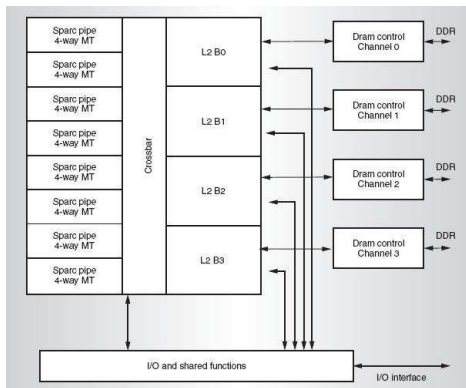 Sparc pipe
4-way MT
Sparc pipe
4-way MT
Sparc pipe
4-way MT
Sparc pipe
4-way MT
Sparc pipe
4-way MT
Sparc pipe
4-way MT
Sparc pipe
4-way MT
Sparc pipe
4-way MT
Crossbar
L2 B0
L2 B1
L2 B2
L2 B3
Dram control
Channel 0
DDR
Dram control
Channel 1
DDR
Dram control
Channel 2
DDR
Dram control
Channel 3
DDR
I/O and shared functions
I/O interface